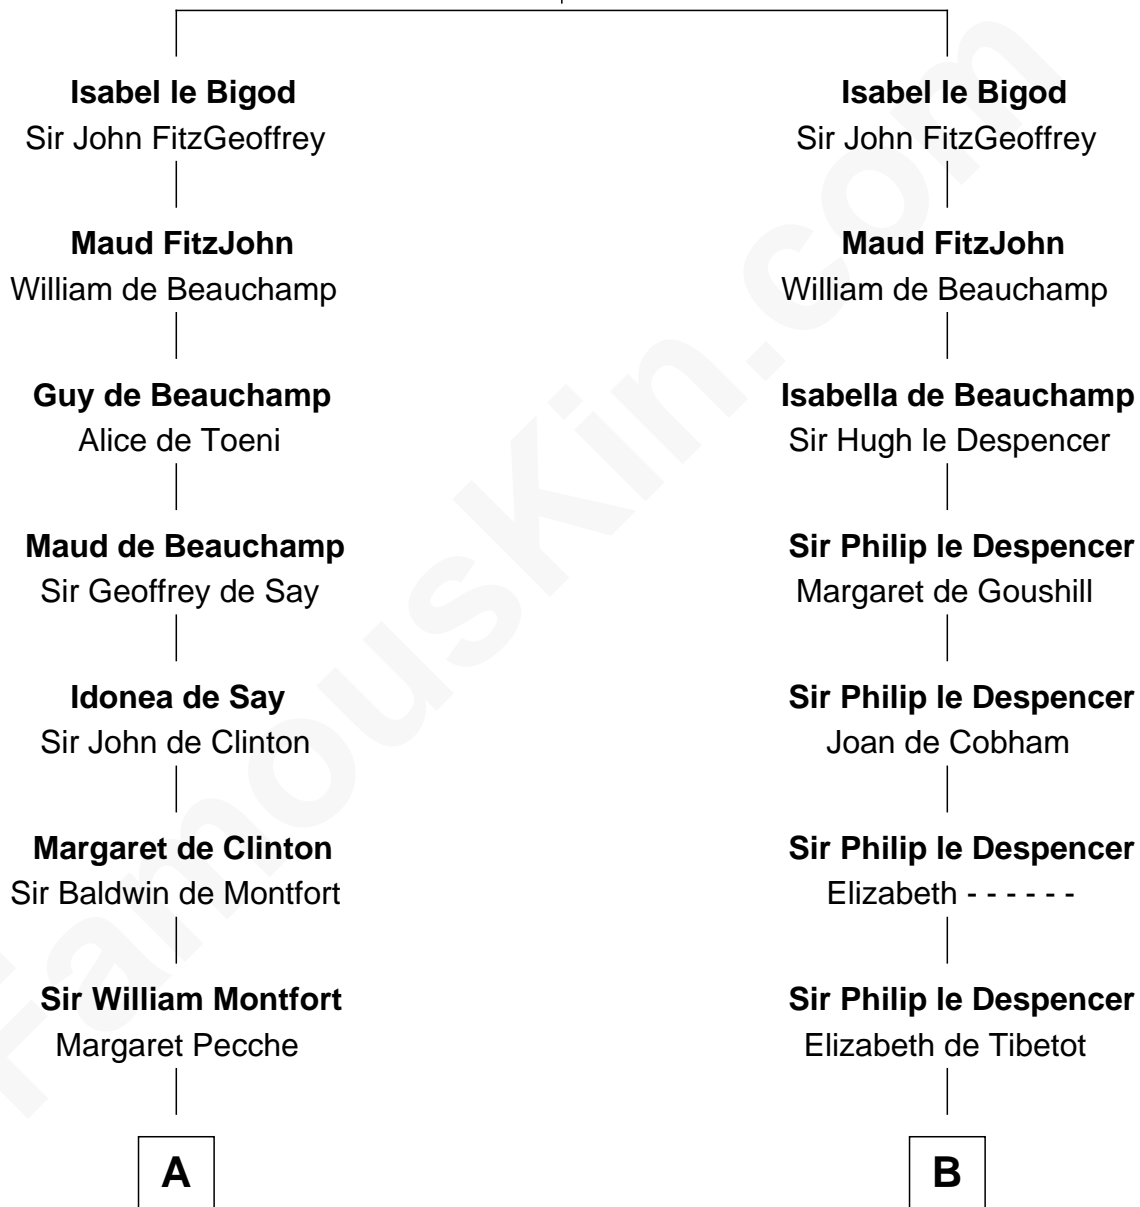 Isabel le Bigod
Sir John FitzGeoffrey
Maud FitzJohn
William de Beauchamp
Guy de Beauchamp
Alice de Toeni
Maud de Beauchamp
Sir Geoffrey de Say
Idonea de Say
Sir John de Clinton
Margaret de Clinton
Sir Baldwin de Montfort
Sir William Montfort
Margaret Pecche
A
Isabel le Bigod
Sir John FitzGeoffrey
Maud FitzJohn
William de Beauchamp
Isabella de Beauchamp
Sir Hugh le Despencer
Sir Philip le Despencer
Margaret de Goushill
Sir Philip le Despencer
Joan de Cobham
Sir Philip le Despencer
Elizabeth - - - - - -
Sir Philip le Despencer
Elizabeth de Tibetot
B
FamousKin.com